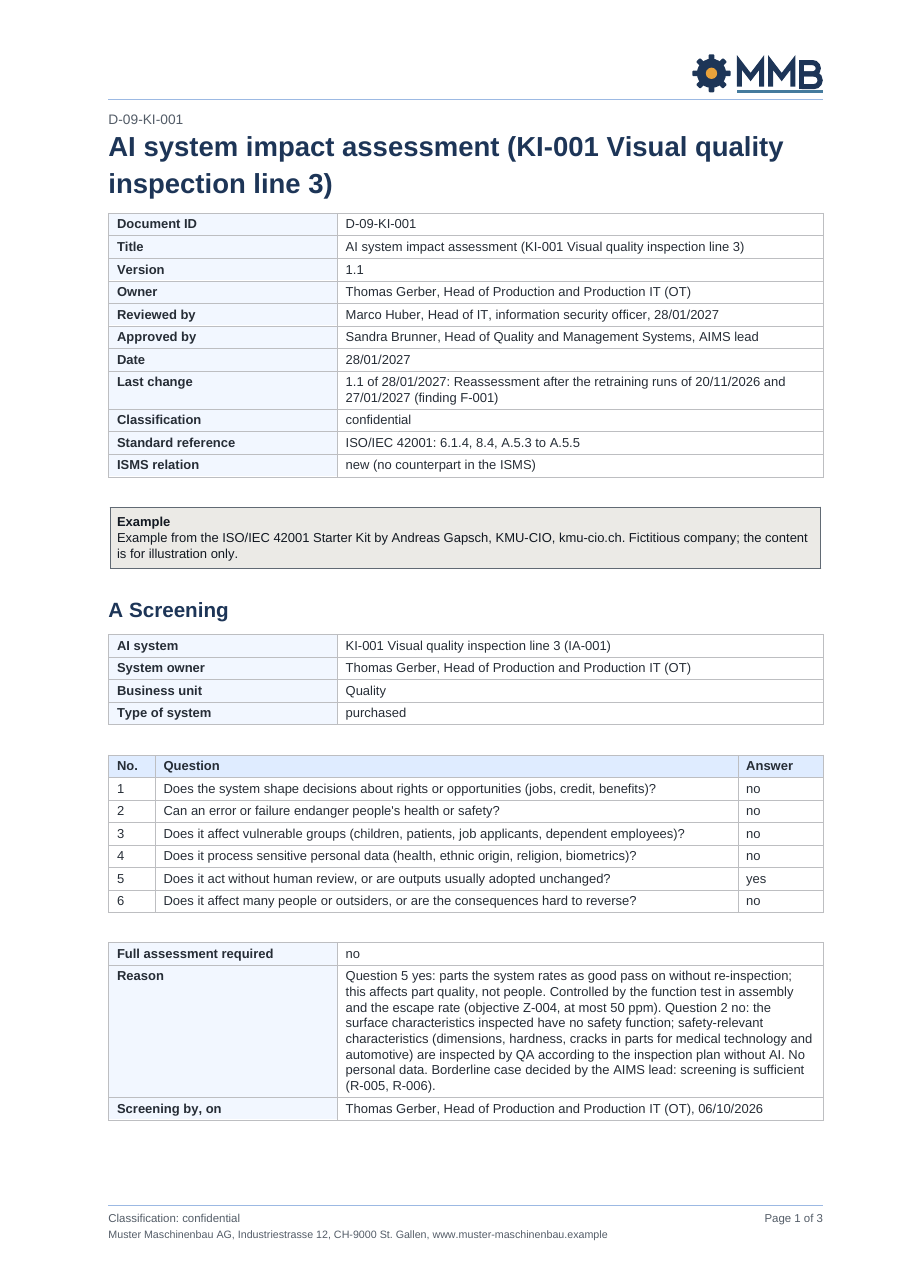 MMB
D-09-KI-001
AI system impact assessment (KI-001 Visual quality
inspection line 3)
Document ID D-09-KI-001
Title AI system impact assessment (KI-001 Visual quality inspection line 3)
Version 1.1
Owner Thomas Gerber, Head of Production and Production IT (OT)
Reviewed by Marco Huber, Head of IT, information security officer, 28/01/2027
Approved by Sandra Brunner, Head of Quality and Management Systems, AIMS lead
Date 28/01/2027
Last change 1.1 of 28/01/2027: Reassessment after the retraining runs of 20/11/2026 and
27/01/2027 (finding F-001)
Classification confidential
Standard reference ISO/IEC 42001: 6.1.4, 8.4, A.5.3 to A.5.5
ISMS relation new (no counterpart in the ISMS)
Example
Example from the ISO/IEC 42001 Starter Kit by Andreas Gapsch, KMU-CIO, kmu-cio.ch. Fictitious company; the content
is for illustration only.
A Screening
AI system KI-001 Visual quality inspection line 3 (IA-001)
System owner Thomas Gerber, Head of Production and Production IT (OT)
Business unit Quality
Type of system purchased
No. Question Answer
1 Does the system shape decisions about rights or opportunities (jobs, credit, benefits)? no
2 Can an error or failure endanger people's health or safety? no
3 Does it affect vulnerable groups (children, patients, job applicants, dependent employees)? no
4 Does it process sensitive personal data (health, ethnic origin, religion, biometrics)? no
5 Does it act without human review, or are outputs usually adopted unchanged? yes
6 Does it affect many people or outsiders, or are the consequences hard to reverse? no
Full assessment required no
Reason Question 5 yes: parts the system rates as good pass on without re-inspection;
this affects part quality, not people. Controlled by the function test in assembly
and the escape rate (objective Z-004, at most 50 ppm). Question 2 no: the
surface characteristics inspected have no safety function; safety-relevant
characteristics (dimensions, hardness, cracks in parts for medical technology and
automotive) are inspected by QA according to the inspection plan without AI. No
personal data. Borderline case decided by the AIMS lead: screening is sufficient
(R-005, R-006).
Screening by, on Thomas Gerber, Head of Production and Production IT (OT), 06/10/2026
Classification: confidential Page 1 of 3
Muster Maschinenbau AG, Industriestrasse 12, CH-9000 St. Gallen, www.muster-maschinenbau.example